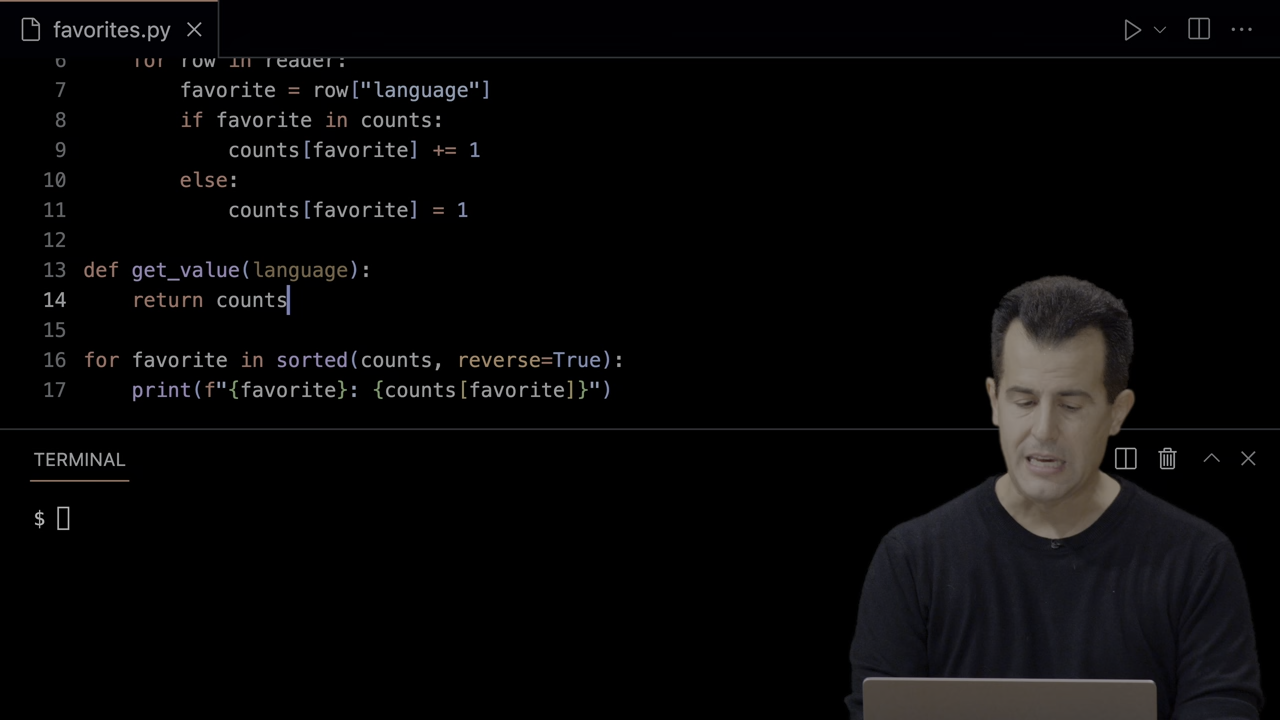 favorites.py
6 for row in reader:
7 favorite = row["language"]
8 if favorite in counts:
9 counts[favorite] += 1
10 else:
11 counts[favorite] = 1
12
13 def get_value(language):
14 return counts
15
16 for favorite in sorted(counts, reverse=True):
17 print(f"{favorite}: {counts[favorite]}")
TERMINAL
$